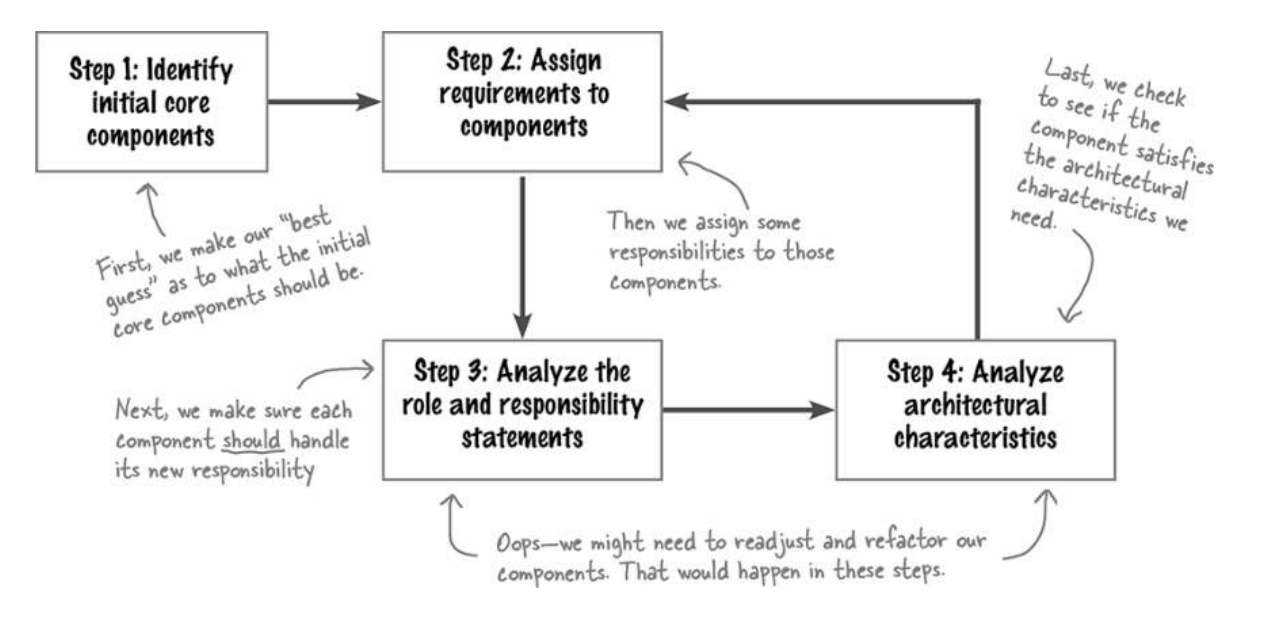 Step 1: Identify
initial core
components
Step 2: Assign
requirements to
components
Last, we check
to see if the
component satisfies
the architectural
characteristics we
need.
First, we make our “best
guess” as to what the initial
core components should be.
Then we assign some
responsibilities to those
components.
Next, we make sure each
component should handle
its new responsibility
Step 3: Analyze the
role and responsibility
statements
Step 4: Analyze
architectural
characteristics
Oops—we might need to readjust and refactor our
components. That would happen in these steps.